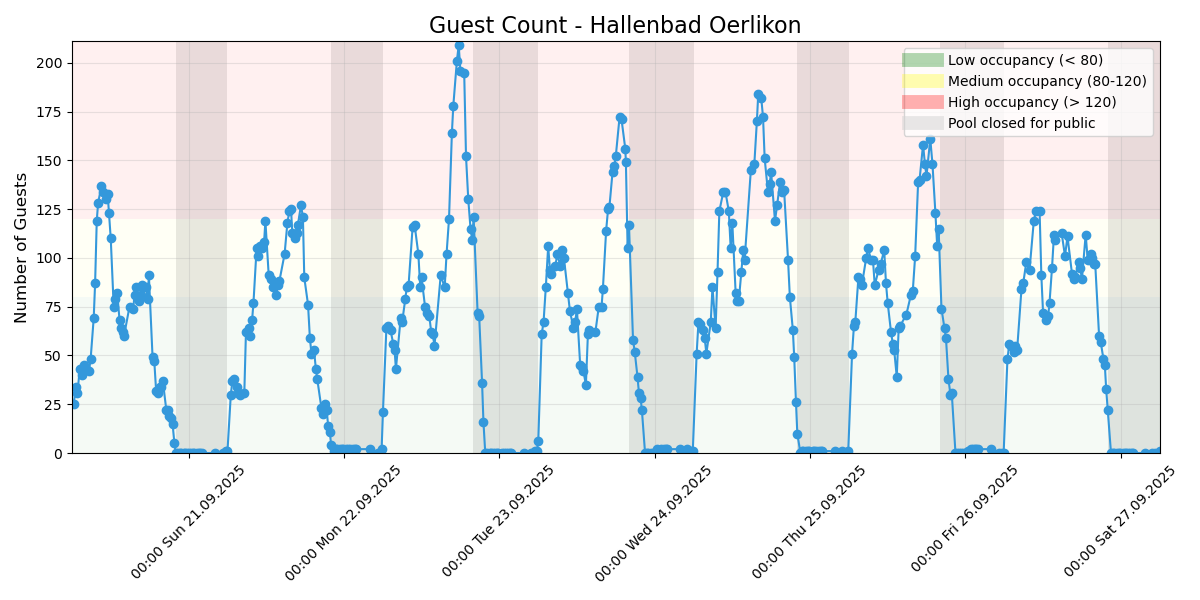 Guest Count - Hallenbad Oerlikon
Number of Guests
200
175
150
125
100
75
50
25
0
Low occupancy (< 80)
Medium occupancy (80-120)
High occupancy (> 120)
Pool closed for public
00:00 Sun 21.09.2025
00:00 Mon 22.09.2025
00:00 Tue 23.09.2025
00:00 Wed 24.09.2025
00:00 Thu 25.09.2025
00:00 Fri 26.09.2025
00:00 Sat 27.09.2025